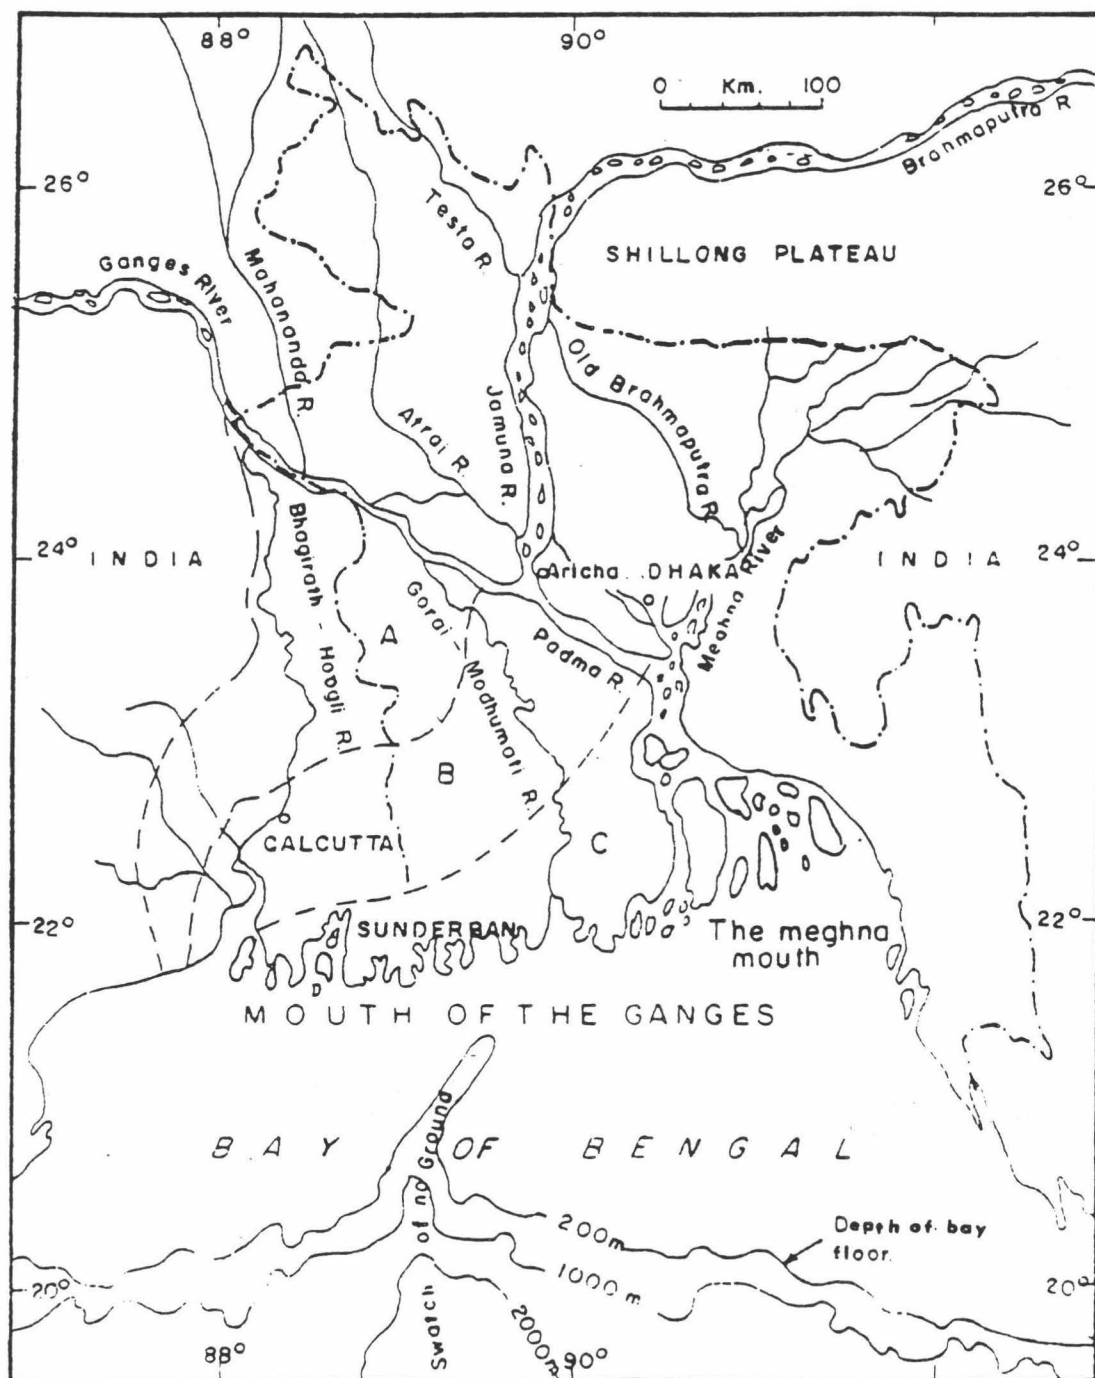 88°
90°
0 Km. 100
Brahmaputra R
26°
26°
Testa R.
SHILLONG PLATEAU
Ganges River
Mahananda R.
Old Brahmaputra R.
Jamuna R.
Atrai R.
24°
INDIA
Bhagirath - Hoogli R.
Aricha
DHAKA
Meghna River
INDIA
24°
A
Gorai - Modhumati R.
Padma R.
B
CALCUTTA
C
22°
SUNDERBAN
The meghna
mouth
22°
MOUTH OF THE GANGES
BAY OF BENGAL
Swatch of no Ground
200m
Depth of bay
floor.
1000m
20°
2000m
20°
88°
90°